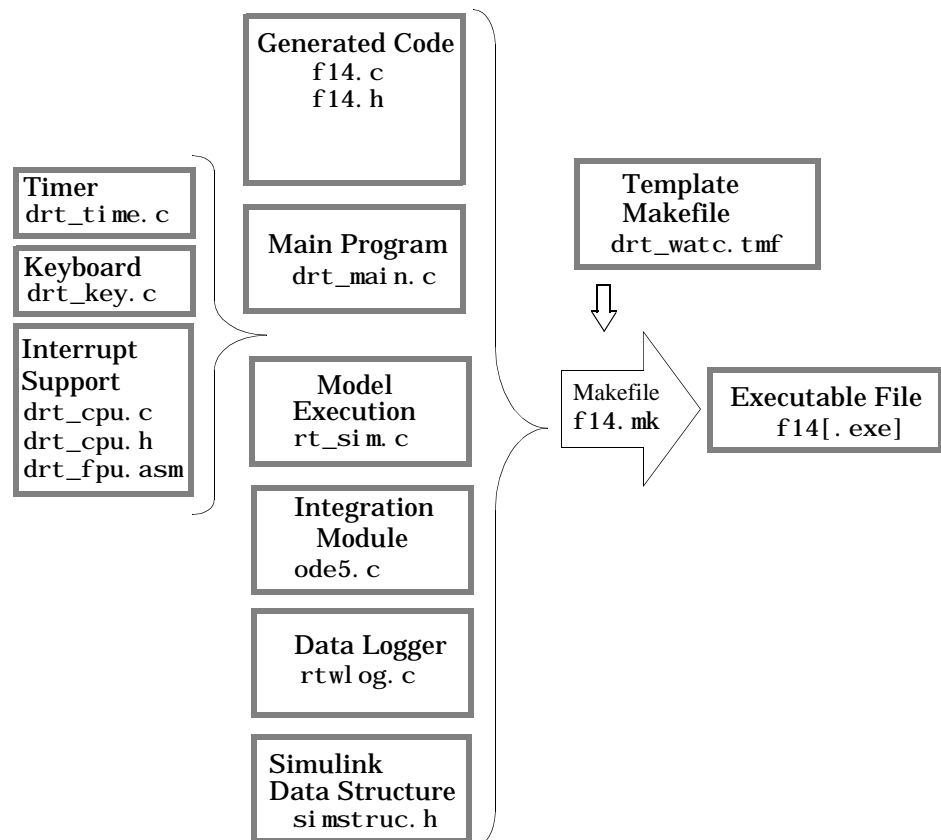 Generated Code
f14.c
f14.h
Timer
drt_time.c
Keyboard
drt_key.c
Interrupt
Support
drt_cpu.c
drt_cpu.h
drt_fpu.asm
Main Program
drt_main.c
Model
Execution
rt_sim.c
Integration
Module
ode5.c
Data Logger
rtwlog.c
Simulink
Data Structure
simstruc.h
Template
Makefile
drt_watc.tmf
Makefile
f14.mk
Executable File
f14[.exe]